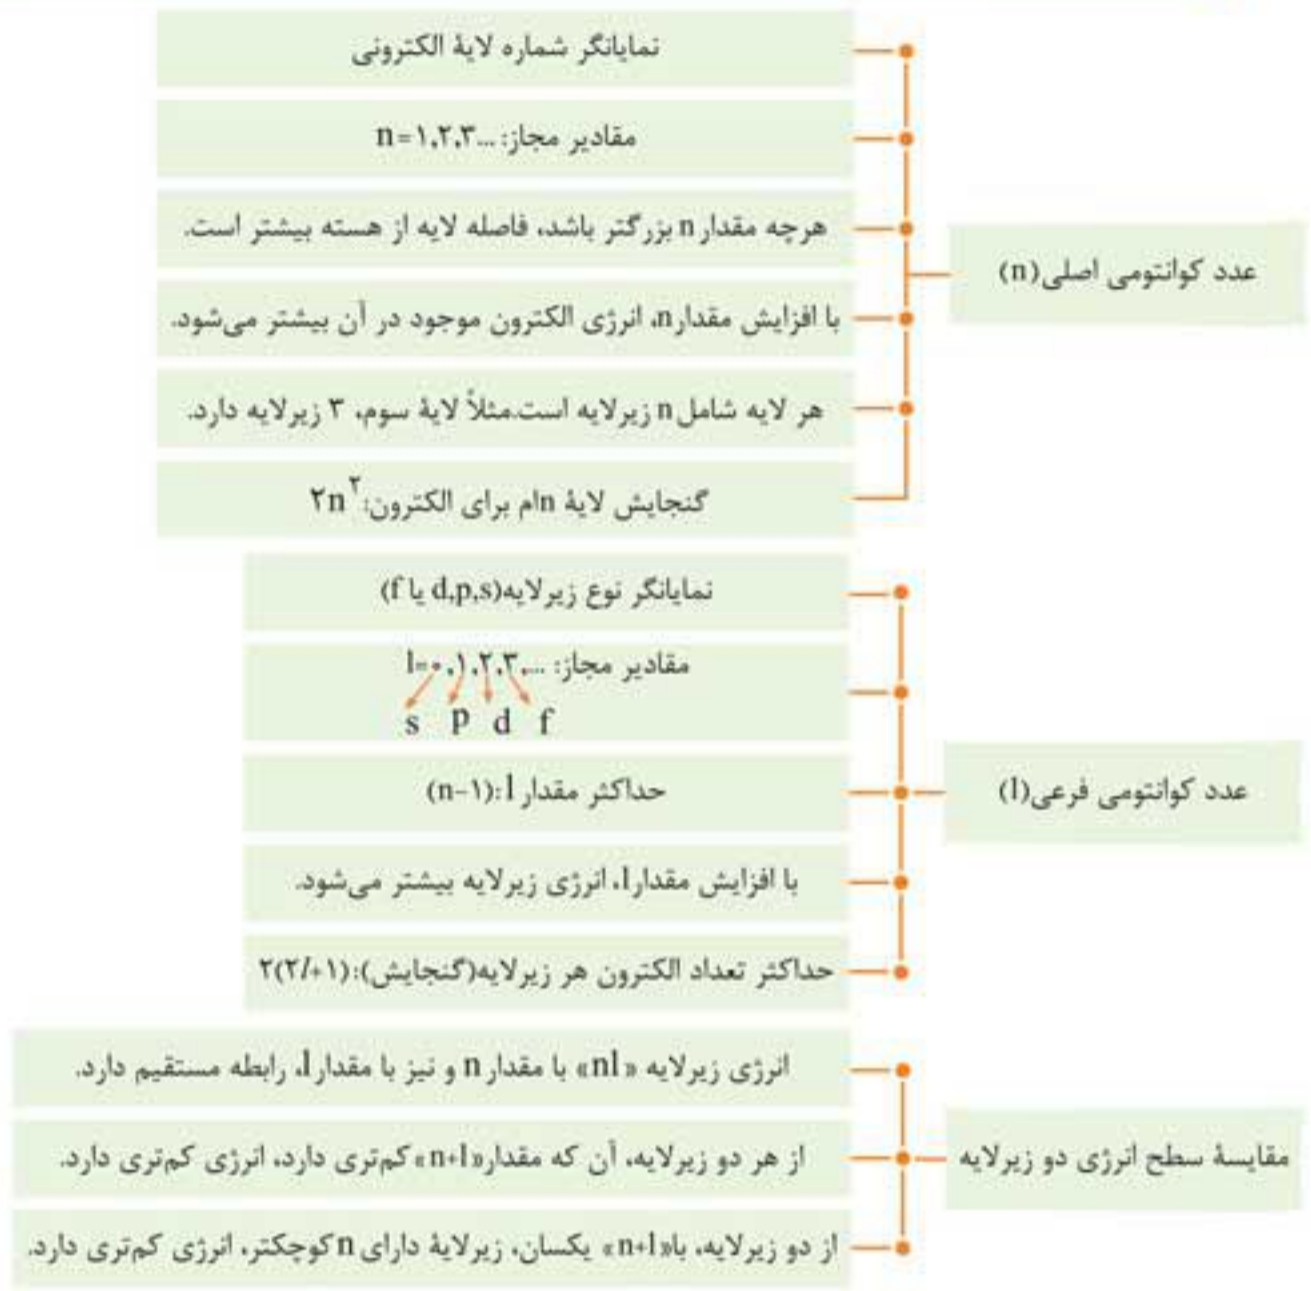 عدد کوانتومی اصلی(n)
نمایانگر شماره لایهٔ الکترونی
مقادیر مجاز: ...n=۱,۲,۳
هرچه مقدار n بزرگتر باشد، فاصله لایه از هسته بیشتر است.
با افزایش مقدار n، انرژی الکترون موجود در آن بیشتر می‌شود.
هر لایه شامل n زیرلایه است.مثلاً لایهٔ سوم، ۳ زیرلایه دارد.
گنجایش لایهٔ nام برای الکترون: ۲n²
عدد کوانتومی فرعی(l)
نمایانگر نوع زیرلایه(d,p,s یا f)
مقادیر مجاز: ...,l=۰,۱,۲,۳
s p d f
حداکثر مقدار l:(n-۱)
با افزایش مقدار l، انرژی زیرلایه بیشتر می‌شود.
حداکثر تعداد الکترون هر زیرلایه(گنجایش):۲(۲l+۱)
مقایسهٔ سطح انرژی دو زیرلایه
انرژی زیرلایه «nl» با مقدار n و نیز با مقدار l، رابطه مستقیم دارد.
از هر دو زیرلایه، آن که مقدار«n+l» کم‌تری دارد، انرژی کم‌تری دارد.
از دو زیرلایه، با«n+l» یکسان، زیرلایهٔ دارای n کوچکتر، انرژی کم‌تری دارد.